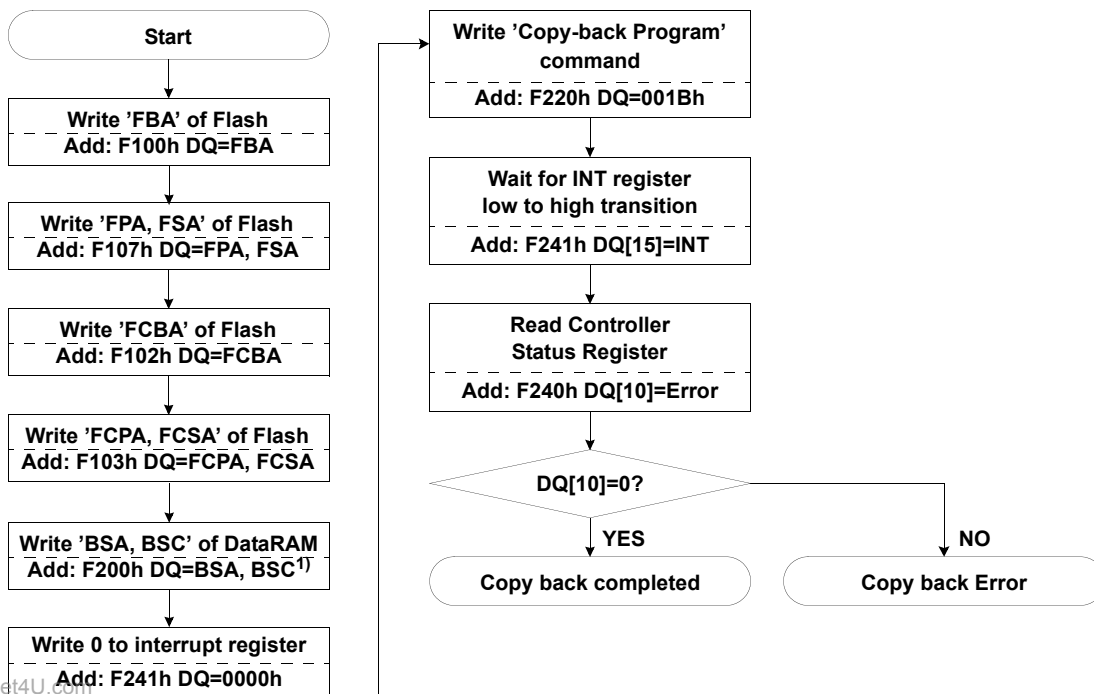 Start
Write 'FBA' of Flash
Add: F100h DQ=FBA
Write 'FPA, FSA' of Flash
Add: F107h DQ=FPA, FSA
Write 'FCBA' of Flash
Add: F102h DQ=FCBA
Write 'FCPA, FCSA' of Flash
Add: F103h DQ=FCPA, FCSA
Write 'BSA, BSC' of DataRAM
Add: F200h DQ=BSA, BSC1)
Write 0 to interrupt register
Add: F241h DQ=0000h
et4U.com
Write 'Copy-back Program'
command
Add: F220h DQ=001Bh
Wait for INT register
low to high transition
Add: F241h DQ[15]=INT
Read Controller
Status Register
Add: F240h DQ[10]=Error
DQ[10]=0?
YES
NO
Copy back completed
Copy back Error